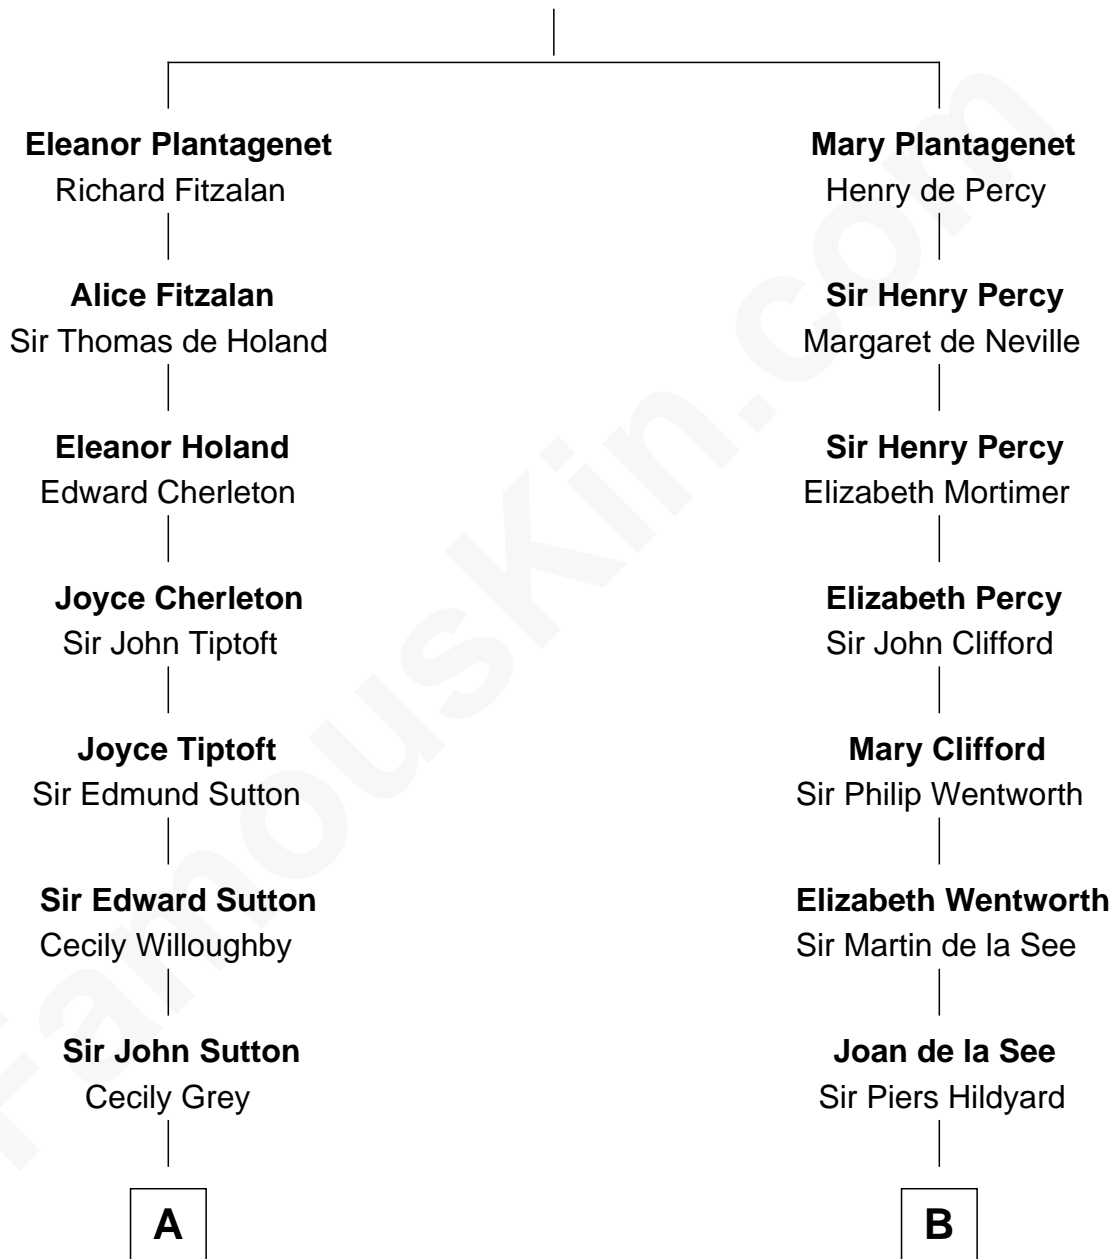 Eleanor Plantagenet
Richard Fitzalan
Alice Fitzalan
Sir Thomas de Holand
Eleanor Holand
Edward Cherleton
Joyce Cherleton
Sir John Tiptoft
Joyce Tiptoft
Sir Edmund Sutton
Sir Edward Sutton
Cecily Willoughby
Sir John Sutton
Cecily Grey
A
Mary Plantagenet
Henry de Percy
Sir Henry Percy
Margaret de Neville
Sir Henry Percy
Elizabeth Mortimer
Elizabeth Percy
Sir John Clifford
Mary Clifford
Sir Philip Wentworth
Elizabeth Wentworth
Sir Martin de la See
Joan de la See
Sir Piers Hildyard
B
FamousKin.com